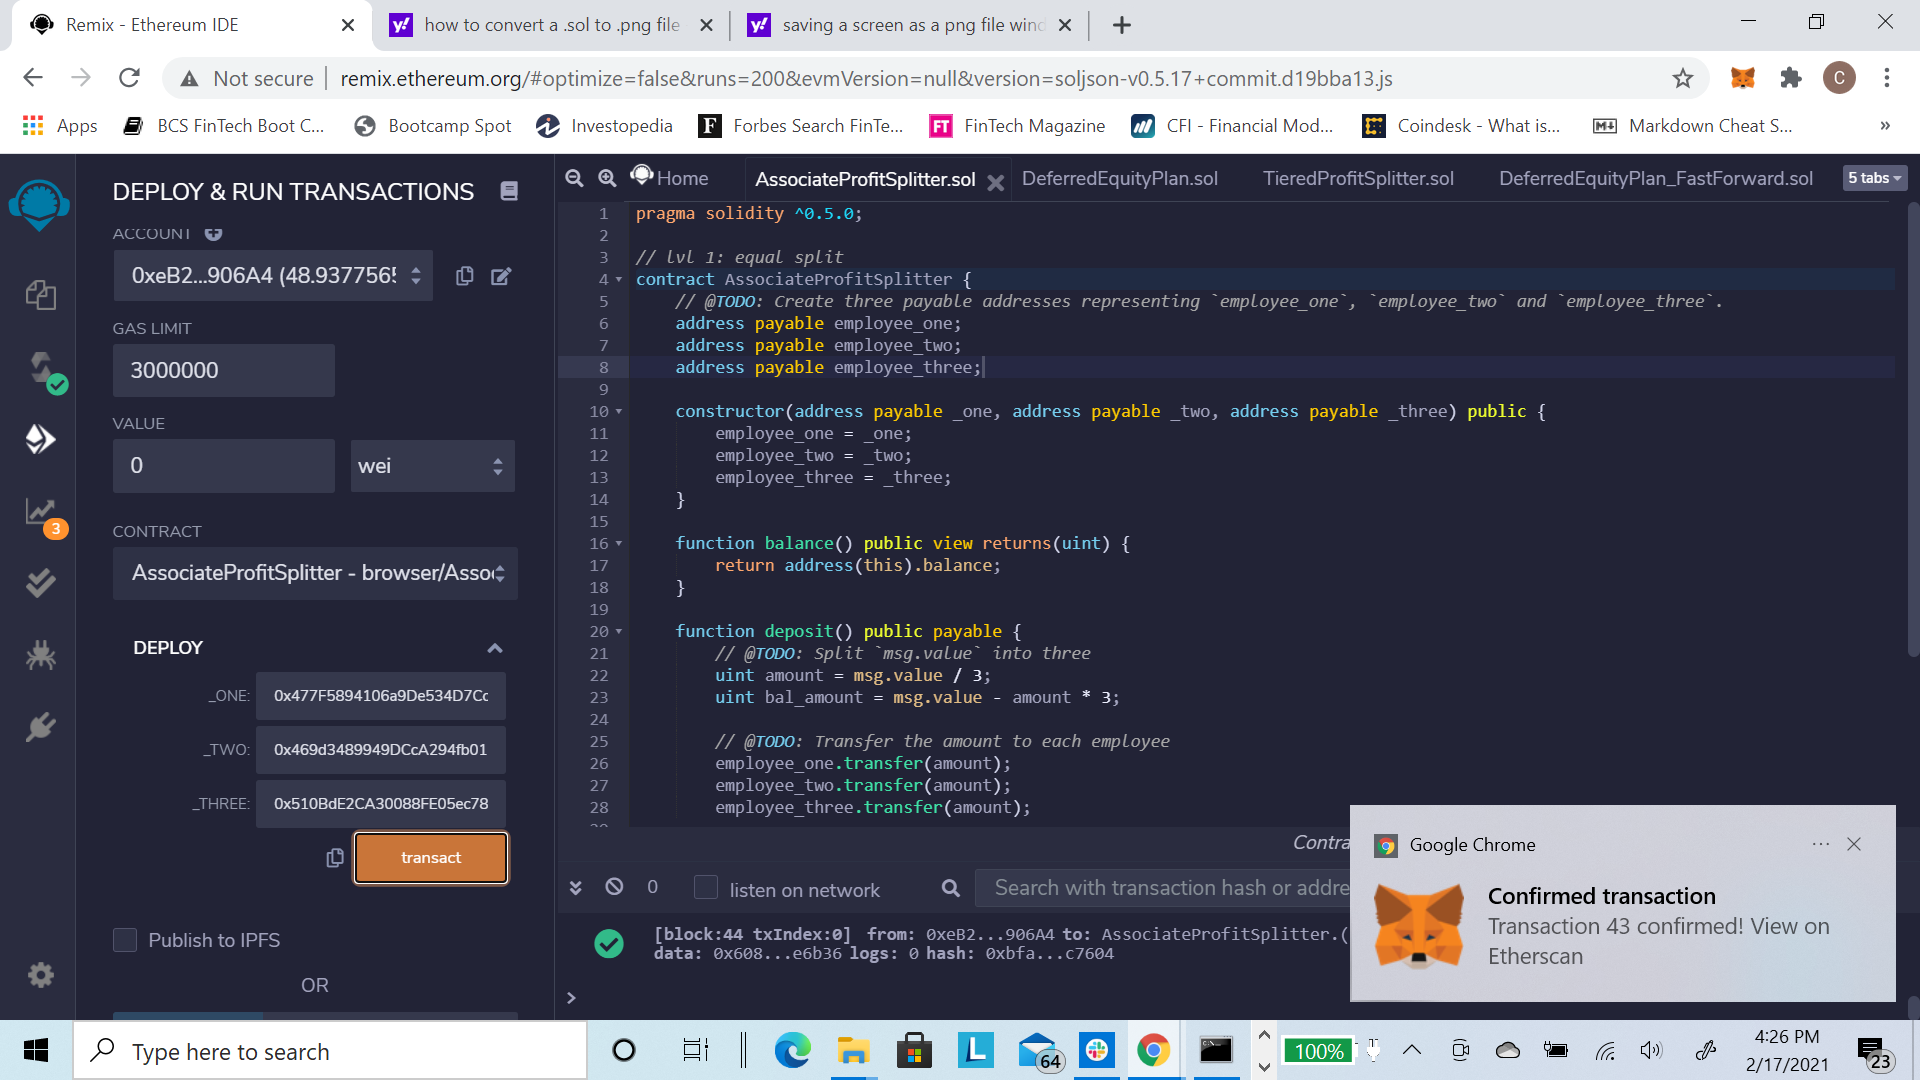 Remix - Ethereum IDE
how to convert a .sol to .png file
saving a screen as a png file wind
Not secure
remix.ethereum.org/#optimize=false&runs=200&evmVersion=null&version=soljson-v0.5.17+commit.d19bba13.js
C
Apps
BCS FinTech Boot C...
Bootcamp Spot
Investopedia
Forbes Search FinTe...
FinTech Magazine
CFI - Financial Mod...
Coindesk - What is...
Markdown Cheat S...
»
DEPLOY & RUN TRANSACTIONS
ACCOUNT
0xeB2...906A4 (48.9377565
GAS LIMIT
3000000
VALUE
0
wei
CONTRACT
AssociateProfitSplitter - browser/Asso
DEPLOY
_ONE: 0x477F5894106a9De534D7Cc
_TWO: 0x469d3489949DCcA294fb01
_THREE: 0x510BdE2CA30088FE05ec78
transact
Publish to IPFS
OR
3
Home
AssociateProfitSplitter.sol
DeferredEquityPlan.sol
TieredProfitSplitter.sol
DeferredEquityPlan_FastForward.sol
5 tabs
1 pragma solidity ^0.5.0;
2
3 // lvl 1: equal split
4 contract AssociateProfitSplitter {
5 // @TODO: Create three payable addresses representing `employee_one`, `employee_two` and `employee_three`.
6 address payable employee_one;
7 address payable employee_two;
8 address payable employee_three;
9
10 constructor(address payable _one, address payable _two, address payable _three) public {
11 employee_one = _one;
12 employee_two = _two;
13 employee_three = _three;
14 }
15
16 function balance() public view returns(uint) {
17 return address(this).balance;
18 }
19
20 function deposit() public payable {
21 // @TODO: Split `msg.value` into three
22 uint amount = msg.value / 3;
23 uint bal_amount = msg.value - amount * 3;
24
25 // @TODO: Transfer the amount to each employee
26 employee_one.transfer(amount);
27 employee_two.transfer(amount);
28 employee_three.transfer(amount);
Contra
0
listen on network
Search with transaction hash or addre
[block:44 txIndex:0] from: 0xeB2...906A4 to: AssociateProfitSplitter.(
data: 0x608...e6b36 logs: 0 hash: 0xbfa...c7604
>
Google Chrome
Confirmed transaction
Transaction 43 confirmed! View on
Etherscan
Type here to search
L
64
100%
4:26 PM
2/17/2021
23